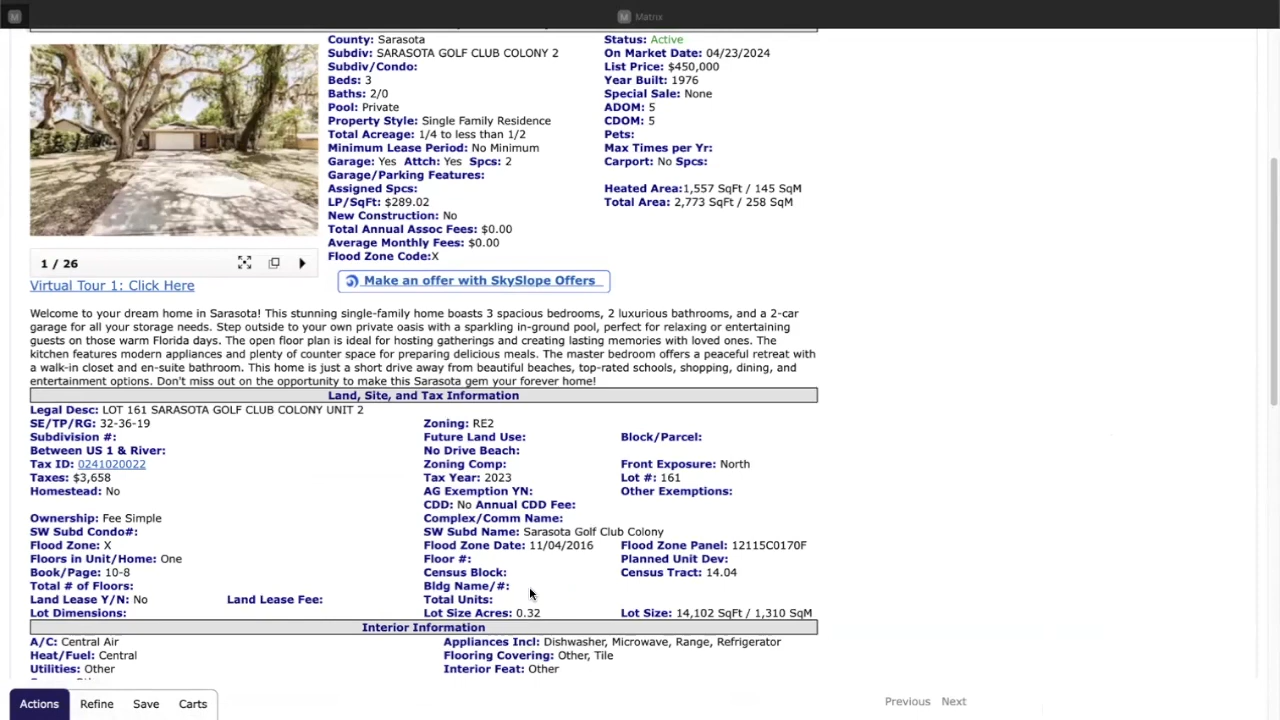 Matrix
County: Sarasota
Status: Active
Subdiv: SARASOTA GOLF CLUB COLONY 2
On Market Date: 04/23/2024
Subdiv/Condo:
List Price: $450,000
Beds: 3
Year Built: 1976
Baths: 2/0
Special Sale: None
Pool: Private
ADOM: 5
Property Style: Single Family Residence
CDOM: 5
Total Acreage: 1/4 to less than 1/2
Pets:
Minimum Lease Period: No Minimum
Max Times per Yr:
Garage: Yes Attch: Yes Spcs: 2
Carport: No Spcs:
Garage/Parking Features:
Assigned Spcs:
Heated Area:1,557 SqFt / 145 SqM
LP/SqFt: $289.02
Total Area: 2,773 SqFt / 258 SqM
New Construction: No
Total Annual Assoc Fees: $0.00
Average Monthly Fees: $0.00
Flood Zone Code:X
1 / 26
Make an offer with SkySlope Offers
Virtual Tour 1: Click Here
Welcome to your dream home in Sarasota! This stunning single-family home boasts 3 spacious bedrooms, 2 luxurious bathrooms, and a 2-car
garage for all your storage needs. Step outside to your own private oasis with a sparkling in-ground pool, perfect for relaxing or entertaining
guests on those warm Florida days. The open floor plan is ideal for hosting gatherings and creating lasting memories with loved ones. The
kitchen features modern appliances and plenty of counter space for preparing delicious meals. The master bedroom offers a peaceful retreat with
a walk-in closet and en-suite bathroom. This home is just a short drive away from beautiful beaches, top-rated schools, shopping, dining, and
entertainment options. Don't miss out on the opportunity to make this Sarasota gem your forever home!
Land, Site, and Tax Information
Legal Desc: LOT 161 SARASOTA GOLF CLUB COLONY UNIT 2
SE/TP/RG: 32-36-19
Zoning: RE2
Subdivision #:
Future Land Use:
Block/Parcel:
Between US 1 & River:
No Drive Beach:
Tax ID: 0241020022
Zoning Comp:
Front Exposure: North
Taxes: $3,658
Tax Year: 2023
Lot #: 161
Homestead: No
AG Exemption YN:
Other Exemptions:
CDD: No Annual CDD Fee:
Ownership: Fee Simple
Complex/Comm Name:
SW Subd Condo#:
SW Subd Name: Sarasota Golf Club Colony
Flood Zone: X
Flood Zone Date: 11/04/2016
Flood Zone Panel: 12115C0170F
Floors in Unit/Home: One
Floor #:
Planned Unit Dev:
Book/Page: 10-8
Census Block:
Census Tract: 14.04
Total # of Floors:
Bldg Name/#:
Land Lease Y/N: No
Land Lease Fee:
Total Units:
Lot Dimensions:
Lot Size Acres: 0.32
Lot Size: 14,102 SqFt / 1,310 SqM
Interior Information
A/C: Central Air
Appliances Incl: Dishwasher, Microwave, Range, Refrigerator
Heat/Fuel: Central
Flooring Covering: Other, Tile
Utilities: Other
Interior Feat: Other
Actions
Refine
Save
Carts
Previous
Next